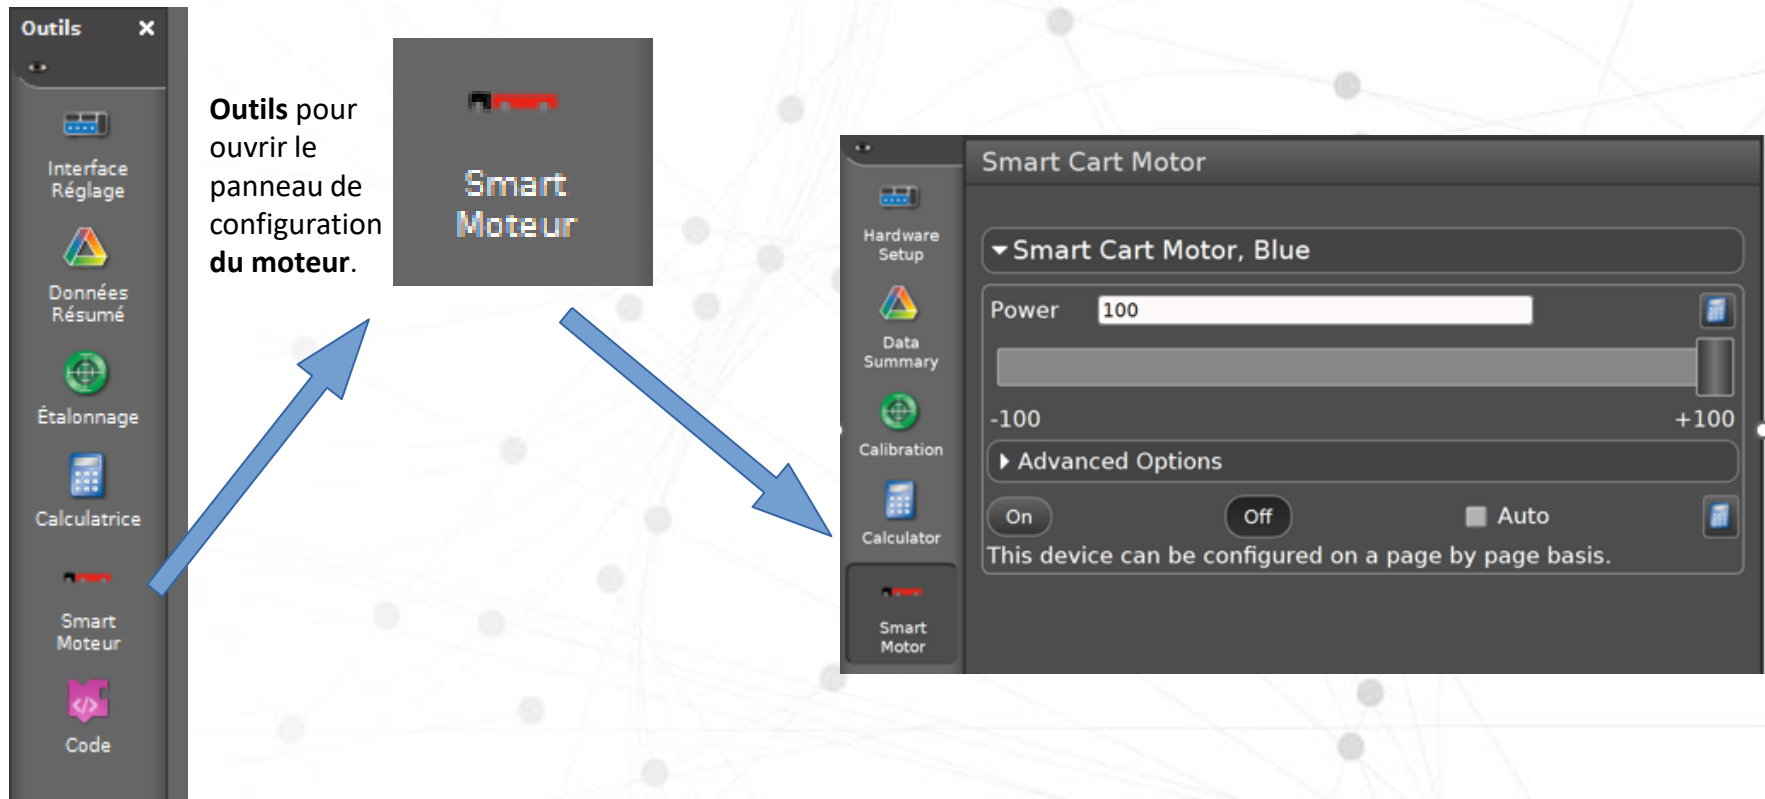 Outils
Interface
Réglage
Données
Résumé
Étalonnage
Calculatrice
Smart
Moteur
Code
Outils pour
ouvrir le
panneau de
configuration
du moteur.
Smart
Moteur
Hardware
Setup
Data
Summary
Calibration
Calculator
Smart
Motor
Smart Cart Motor
Smart Cart Motor, Blue
Power 100
-100 +100
Advanced Options
On Off Auto
This device can be configured on a page by page basis.